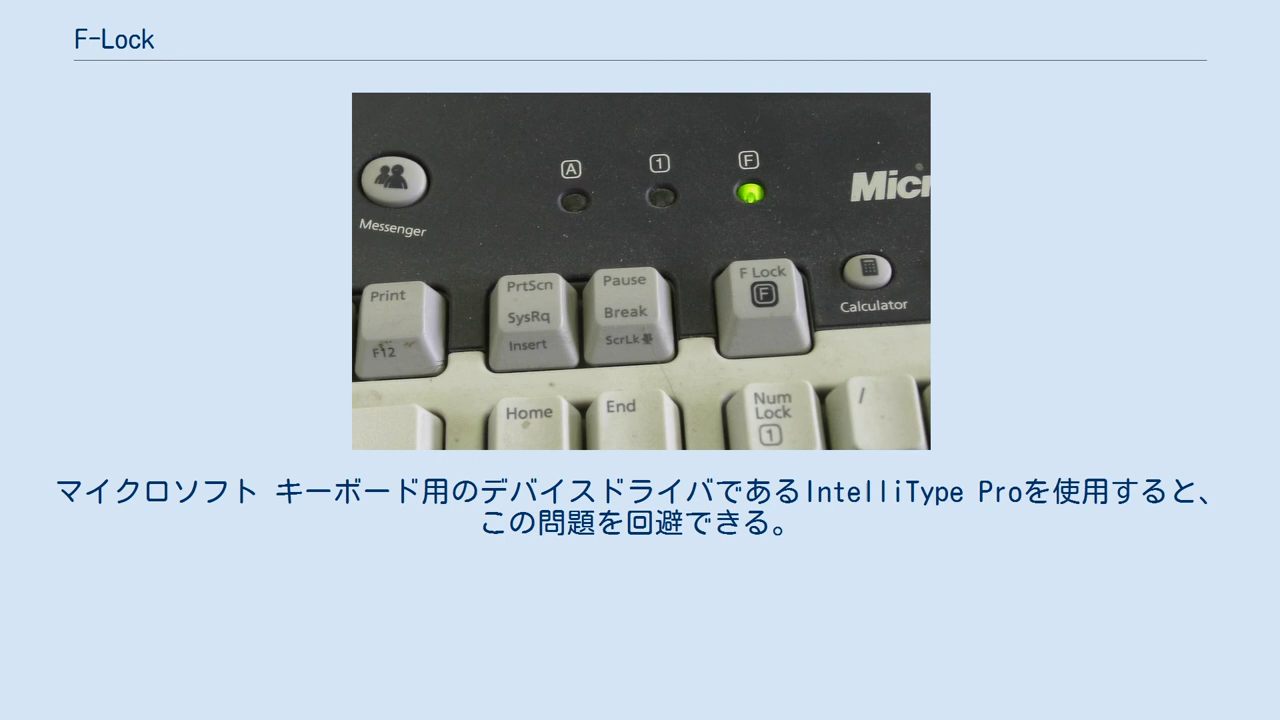 F-Lock
A
1
F
Micr
Messenger
F Lock
F
Calculator
Print
F12
PrtScn
SysRq
Insert
Pause
Break
ScrLk
Home
End
Num
Lock
1
/
マイクロソフト キーボード用のデバイスドライバであるIntelliType Proを使用すると、
この問題を回避できる。